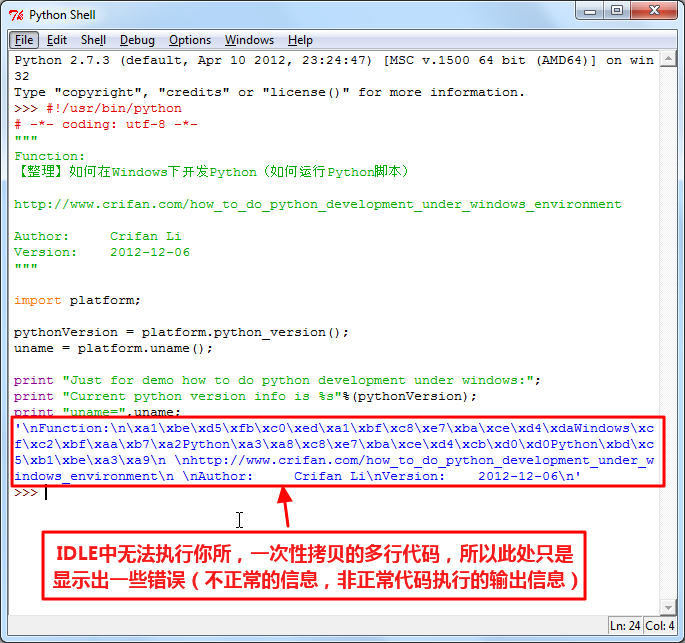 Python Shell
File Edit Shell Debug Options Windows Help
Python 2.7.3 (default, Apr 10 2012, 23:24:47) [MSC v.1500 64 bit (AMD64)] on win
32
Type "copyright", "credits" or "license()" for more information.
>>> #!/usr/bin/python
# -*- coding: utf-8 -*-
"""
Function:
【整理】如何在Windows下开发Python（如何运行Python脚本）
http://www.crifan.com/how_to_do_python_development_under_windows_environment
Author:     Crifan Li
Version:    2012-12-06
"""
import platform;
pythonVersion = platform.python_version();
uname = platform.uname();
print "Just for demo how to do python development under windows:";
print "Current python version info is %s"%(pythonVersion);
print "uname=",uname;
'\nFunction:\n\xa1\xbe\xd5\xfb\xc0\xed\xa1\xbf\xc8\xe7\xba\xce\xd4\xdaWindows\xc
f\xc2\xbf\xaa\xb7\xa2Python\xa3\xa8\xc8\xe7\xba\xce\xd4\xcb\xd0\xd0Python\xbd\xc
5\xb1\xbe\xa3\xa9\n \nhttp://www.crifan.com/how_to_do_python_development_under_w
indows_environment\n \nAuthor:     Crifan Li\nVersion:    2012-12-06\n'
>>>
IDLE中无法执行你所，一次性拷贝的多行代码，所以此处只是
显示出一些错误（不正常的信息，非正常代码执行的输出信息）
Ln: 24 Col: 4